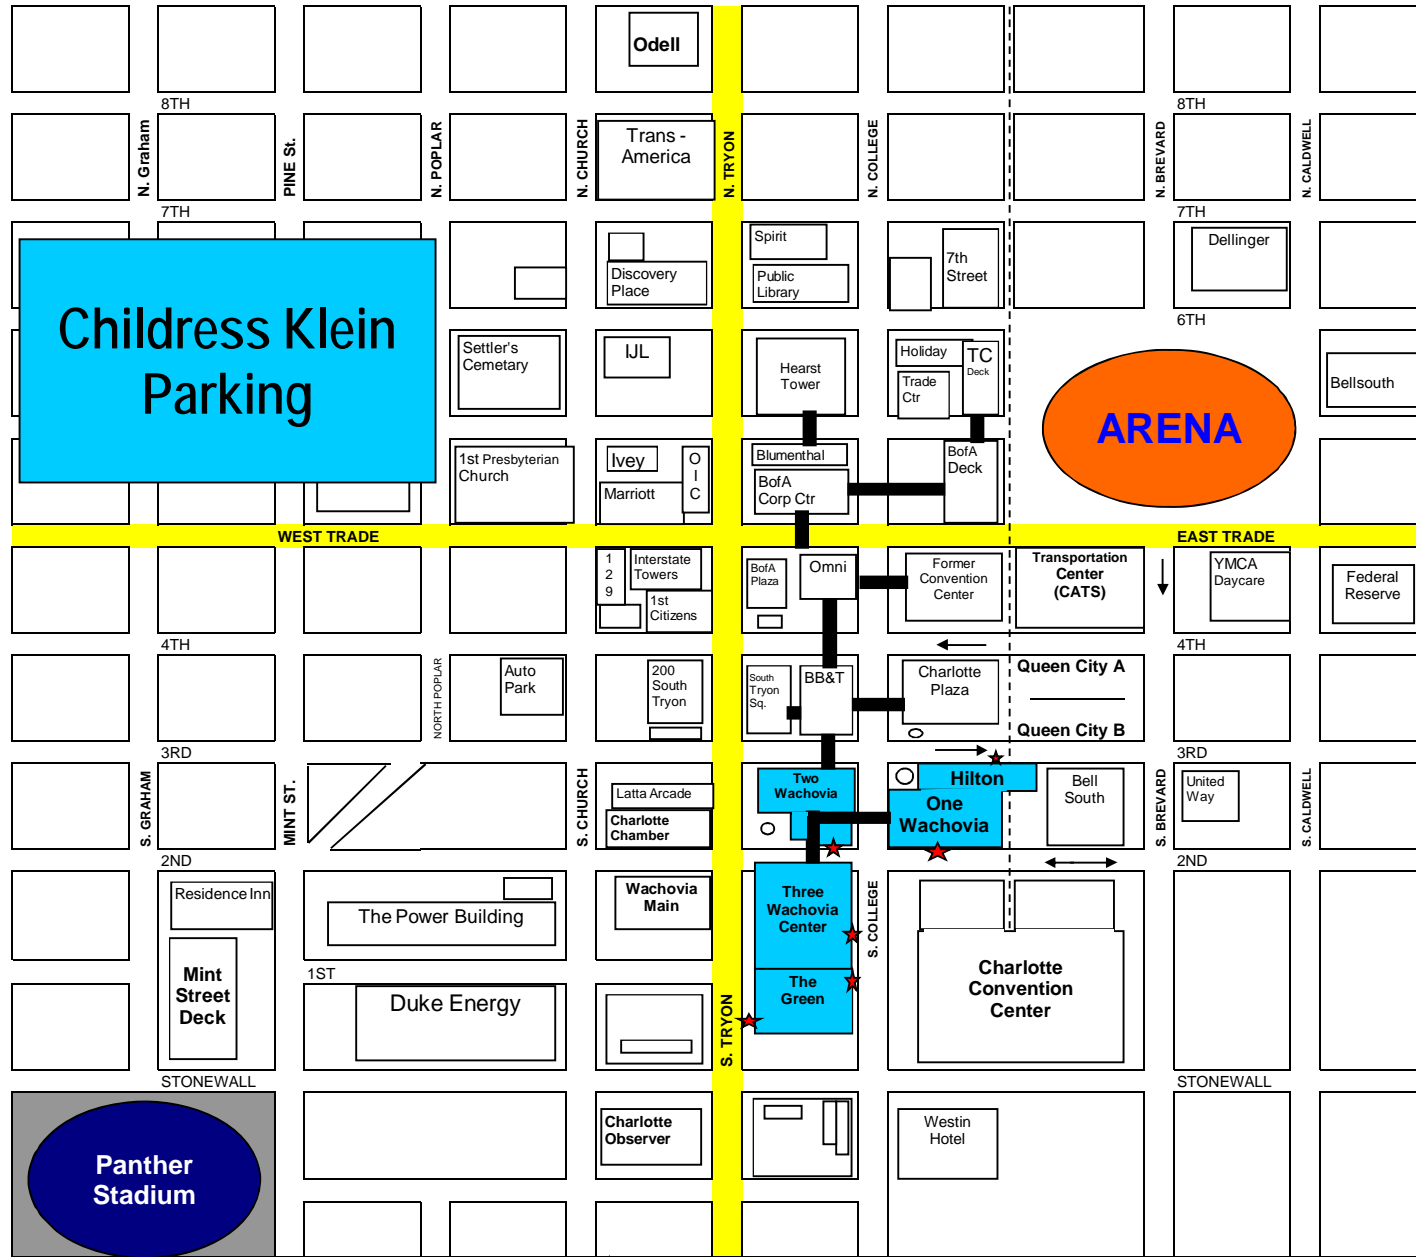 Odell
8TH
8TH
N. Graham
PINE St.
N. POPLAR
N. CHURCH
Trans -
America
N. TRYON
N. COLLEGE
N. BREVARD
N. CALDWELL
7TH
7TH
Childress Klein
Parking
Discovery
Place
Spirit
Public
Library
7th
Street
Dellinger
6TH
Settler's
Cemetary
IJL
Hearst
Tower
Holiday
TC
Deck
Trade
Ctr
ARENA
Bellsouth
1st Presbyterian
Church
Ivey
Marriott
O
I
C
Blumenthal
BofA
Corp Ctr
BofA
Deck
WEST TRADE
EAST TRADE
1
2
9
Interstate
Towers
1st
Citizens
BofA
Plaza
Omni
Former
Convention
Center
Transportation
Center
(CATS)
YMCA
Daycare
Federal
Reserve
4TH
4TH
NORTH POPLAR
Auto
Park
200
South
Tryon
South
Tryon
Sq.
BB&T
Charlotte
Plaza
Queen City A
Queen City B
3RD
3RD
S. GRAHAM
MINT ST.
S. CHURCH
Latta Arcade
Charlotte
Chamber
Two
Wachovia
Hilton
One
Wachovia
Bell
South
S. BREVARD
United
Way
S. CALDWELL
2ND
2ND
Residence Inn
The Power Building
Wachovia
Main
Three
Wachovia
Center
S. COLLEGE
Mint
Street
Deck
1ST
Duke Energy
S. TRYON
The
Green
Charlotte
Convention
Center
STONEWALL
STONEWALL
Panther
Stadium
Charlotte
Observer
Westin
Hotel